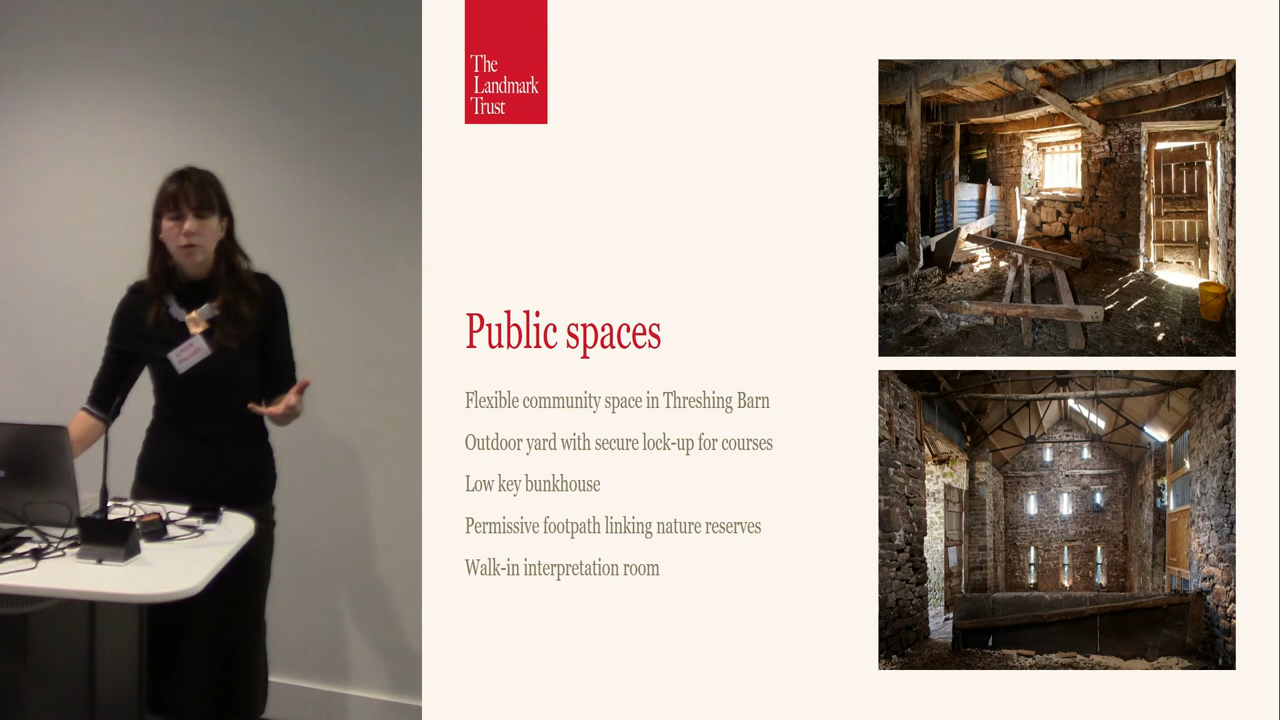 The
Landmark
Trust
Public spaces
Flexible community space in Threshing Barn
Outdoor yard with secure lock-up for courses
Low key bunkhouse
Permissive footpath linking nature reserves
Walk-in interpretation room